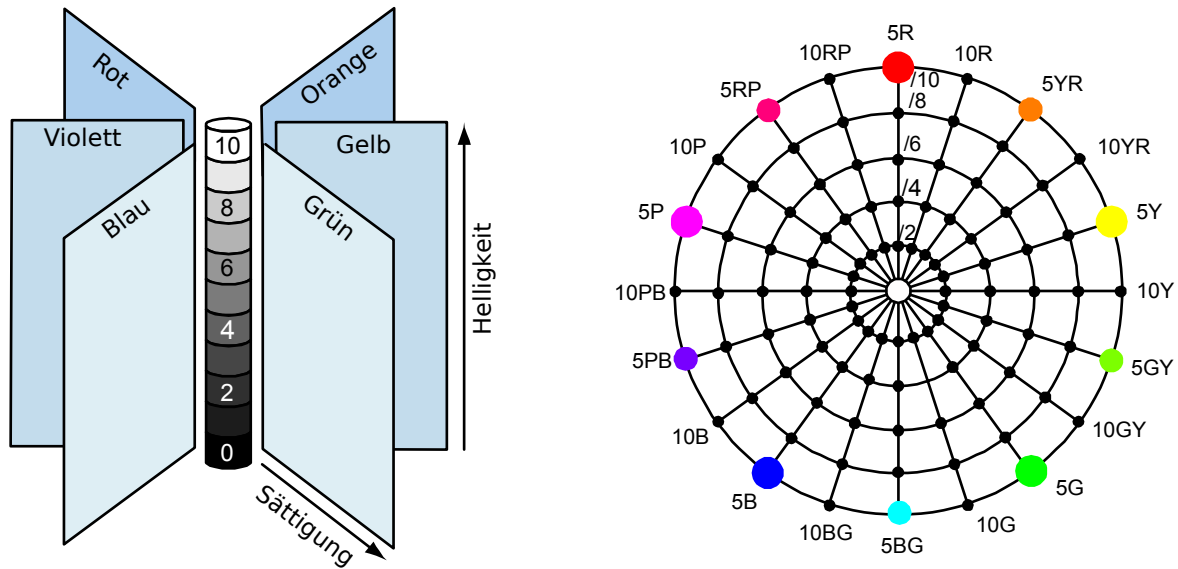 Rot
Orange
Violett
Gelb
Blau
Grün
10
8
6
4
2
0
Helligkeit
Sättigung
5R
10RP
10R
5RP
5YR
/10
/8
/6
/4
/2
10P
10YR
5P
5Y
10PB
10Y
5PB
5GY
10B
10GY
5B
5G
10BG
10G
5BG